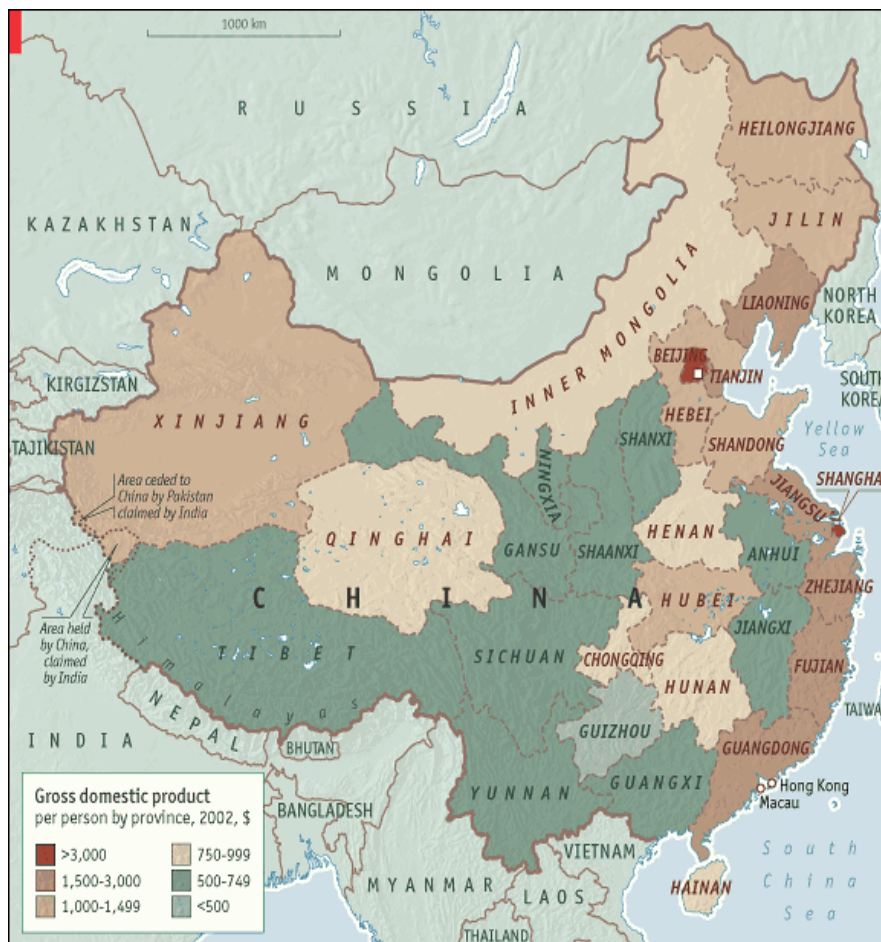 1000 km
RUSSIA
HEILONGJIANG
KAZAKHSTAN
JILIN
MONGOLIA
LIAONING
NORTH
KOREA
INNER MONGOLIA
BEIJING
TIANJIN
KIRGIZSTAN
SOUTH
KOREA
XINJIANG
HEBEI
Yellow
Sea
SHANXI
SHANDONG
TAJIKISTAN
NINGXIA
Area ceded to
China by Pakistan
claimed by India
SHANGHA
JIANGSU
QINGHAI
HENAN
GANSU
SHAANXI
ANHUI
CHINA
ZHEJIANG
HUBEI
Area held
by China,
claimed
by India
JIANGXI
TIBET
SICHUAN
CHONGQING
FUJIAN
HUNAN
Himalayas
TAIWA
NEPAL
GUIZHOU
INDIA
BHUTAN
GUANGDONG
GUANGXI
Hong Kong
Macau
YUNNAN
Gross domestic product
per person by province, 2002, $
>3,000
750-999
1,500-3,000
500-749
1,000-1,499
<500
BANGLADESH
VIETNAM
South
China
Sea
MYANMAR
LAOS
HAINAN
THAILAND